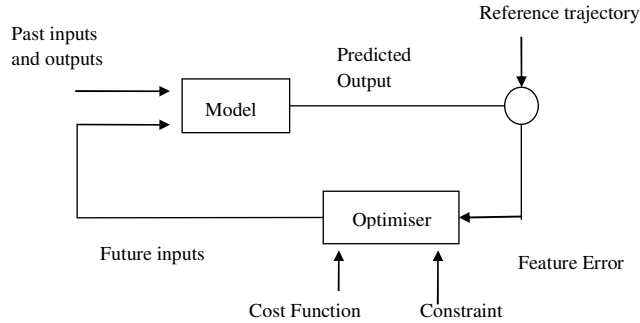 Reference trajectory
Past inputs
and outputs
Predicted
Output
Model
Optimiser
Future inputs
Feature Error
Cost Function
Constraint